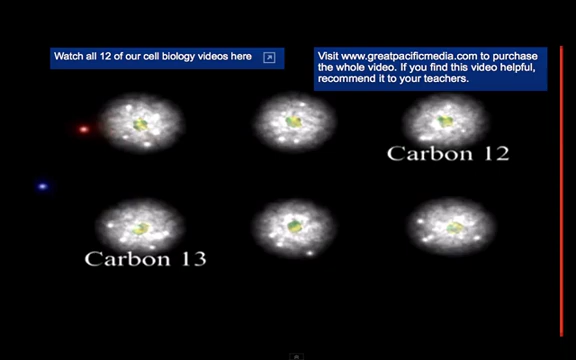 Watch all 12 of our cell biology videos here
Visit www.greatpacificmedia.com to purchase
the whole video. If you find this video helpful,
recommend it to your teachers.
Carbon 12
Carbon 13